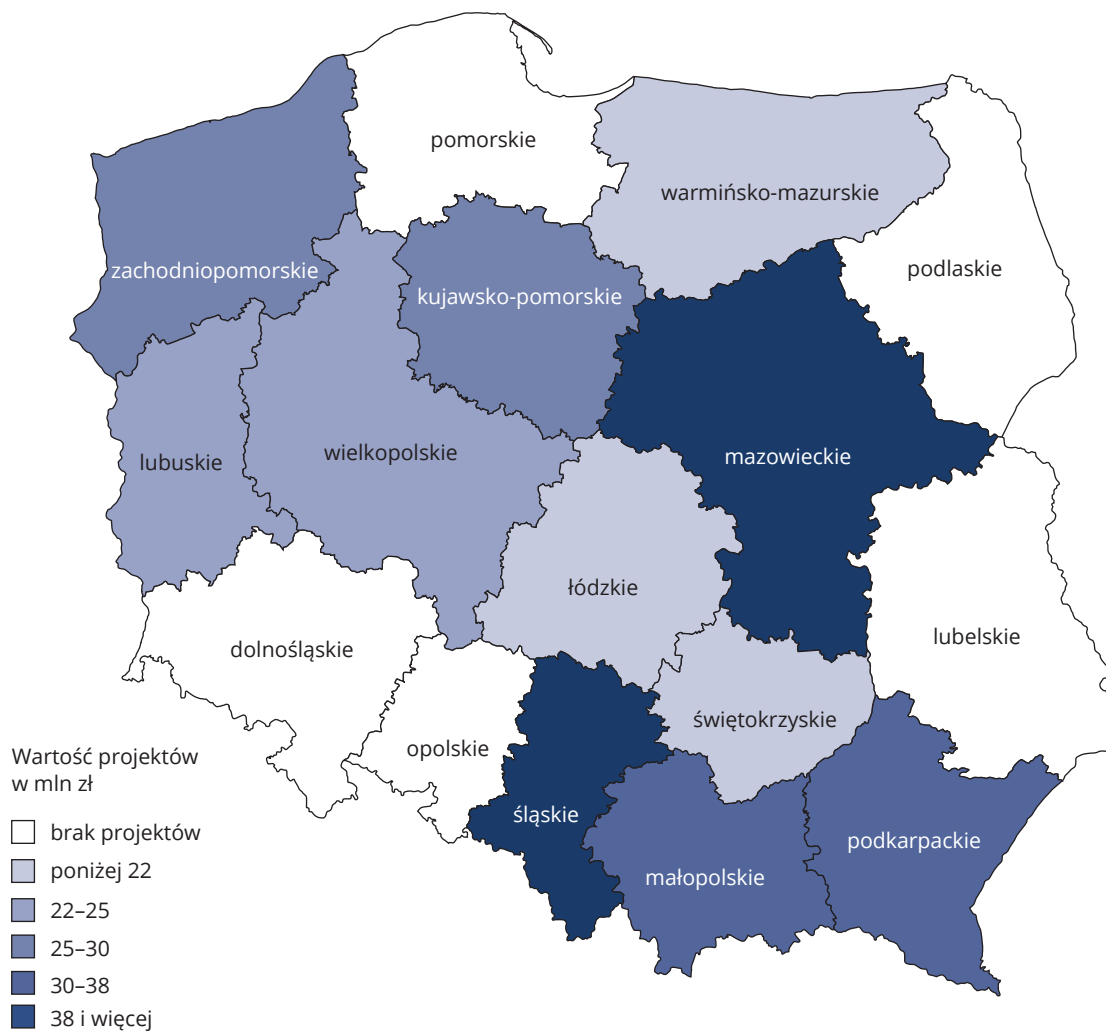 pomorskie
warmińsko-mazurskie
zachodniopomorskie
podlaskie
kujawsko-pomorskie
lubuskie
wielkopolskie
mazowieckie
łódzkie
dolnośląskie
lubelskie
świętokrzyskie
opolskie
śląskie
małopolskie
podkarpackie
Wartość projektów
w mln zł
brak projektów
poniżej 22
22–25
25–30
30–38
38 i więcej